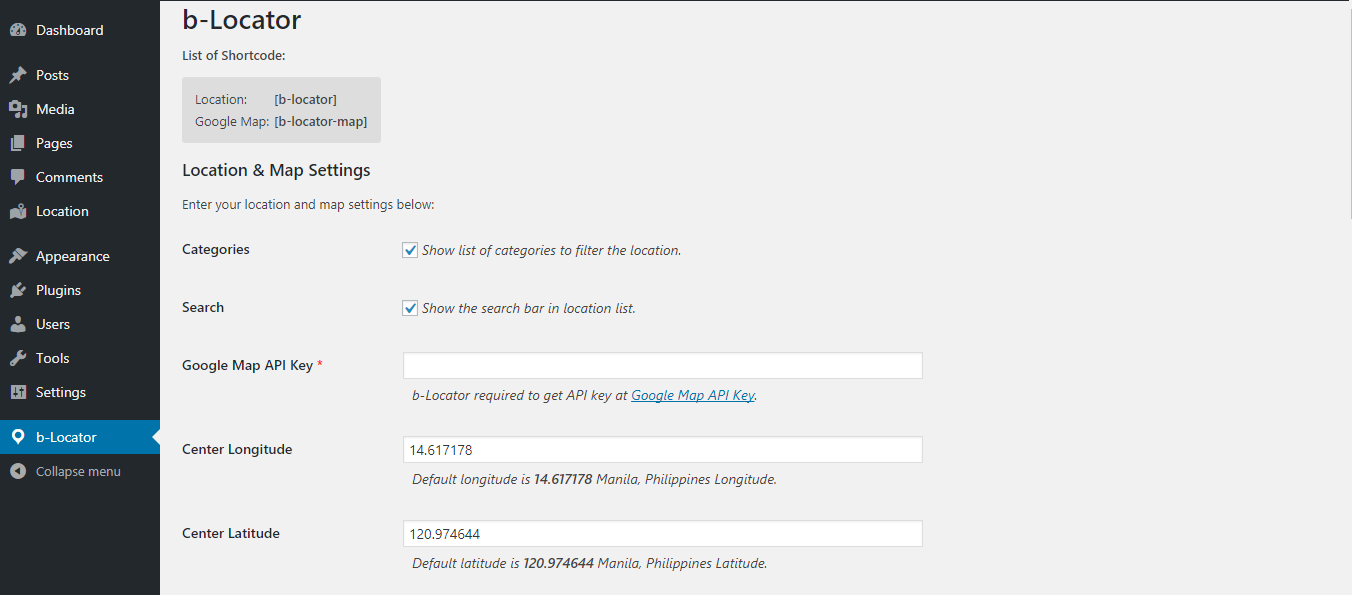 Dashboard
Posts
Media
Pages
Comments
Location
Appearance
Plugins
Users
Tools
Settings
b-Locator
Collapse menu
b-Locator
List of Shortcode:
Location: [b-locator]
Google Map: [b-locator-map]
Location & Map Settings
Enter your location and map settings below:
Categories Show list of categories to filter the location.
Search Show the search bar in location list.
Google Map API Key *
b-Locator required to get API key at Google Map API Key.
Center Longitude 14.617178
Default longitude is 14.617178 Manila, Philippines Longitude.
Center Latitude 120.974644
Default latitude is 120.974644 Manila, Philippines Latitude.